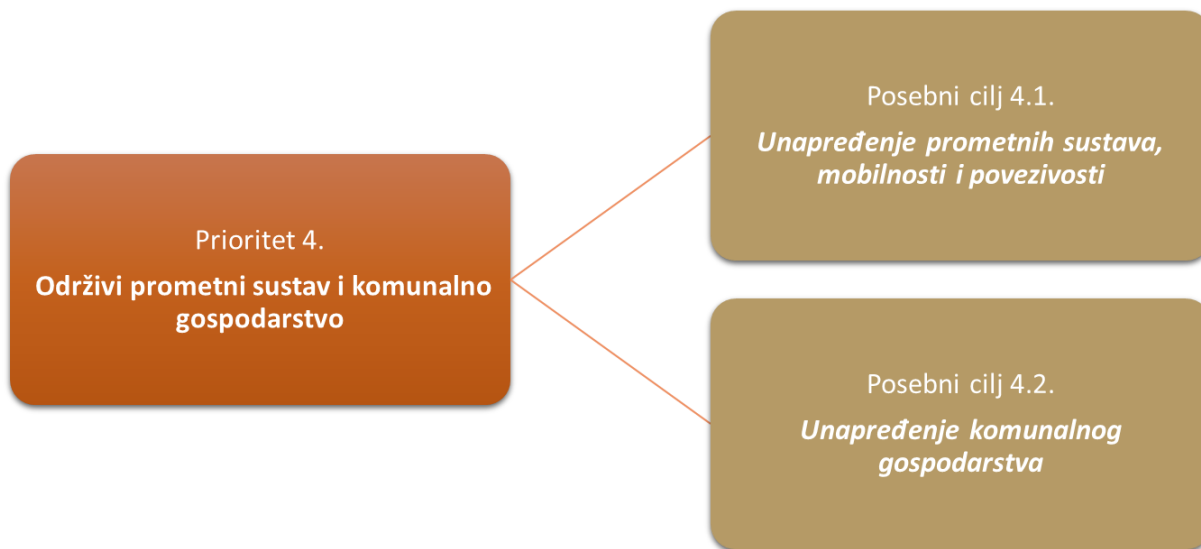 Prioritet 4.
Održivi prometni sustav i komunalno
gospodarstvo
Posebni cilj 4.1.
Unapređenje prometnih sustava,
mobilnosti i povezivosti
Posebni cilj 4.2.
Unapređenje komunalnog
gospodarstva